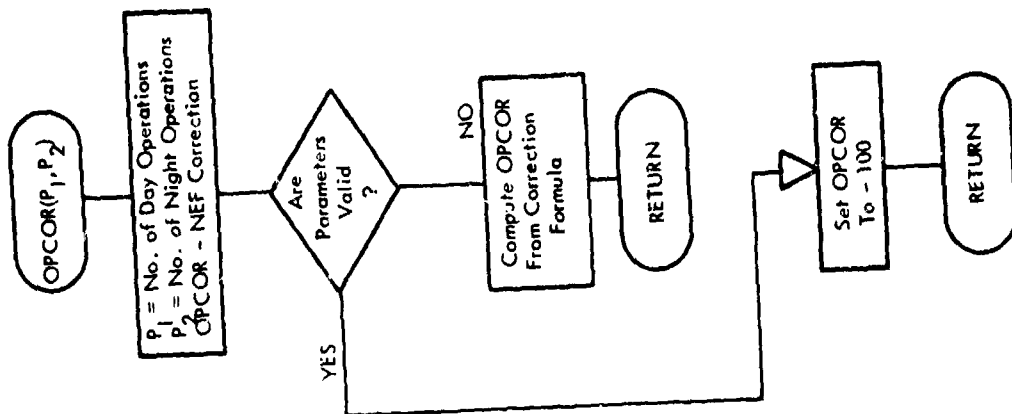 OPCOR(P1, P2)
P1 = No. of Day Operations
P2 = No. of Night Operations
OPCOR - NEF Correction
Are
Parameters
Valid
?
YES
NO
Compute OPCOR
From Correction
Formula
RETURN
Set OPCOR
To - 100
RETURN